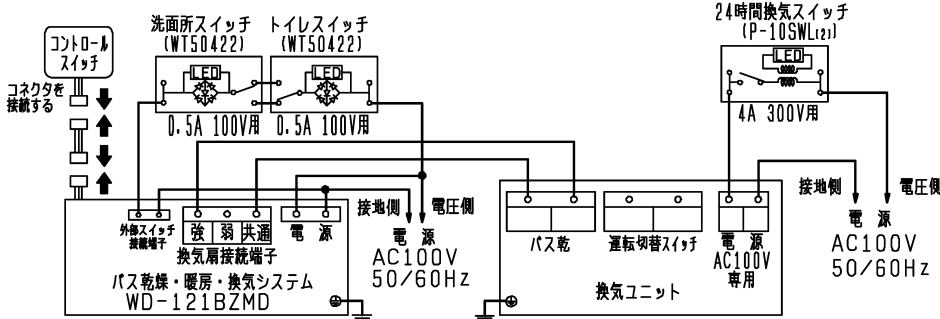 洗面所スイッチ
(WT50422)
トイレスイッチ
(WT50422)
24時間換気スイッチ
(P-10SWL(2))
コントロール
スイッチ
コネクタを
接続する
LED
LED
LED
0.5A 100V用
0.5A 100V用
4A 300V用
外部スイッチ
接続端子
強
弱
共通
換気扇接続端子
電 源
接地側
電圧側
電 源
AC100V
50/60Hz
バス乾燥・暖房・換気システム
WD-121BZMD
バス乾
運転切替スイッチ
電 源
AC100V
専用
換気ユニット
接地側
電圧側
電 源
AC100V
50/60Hz